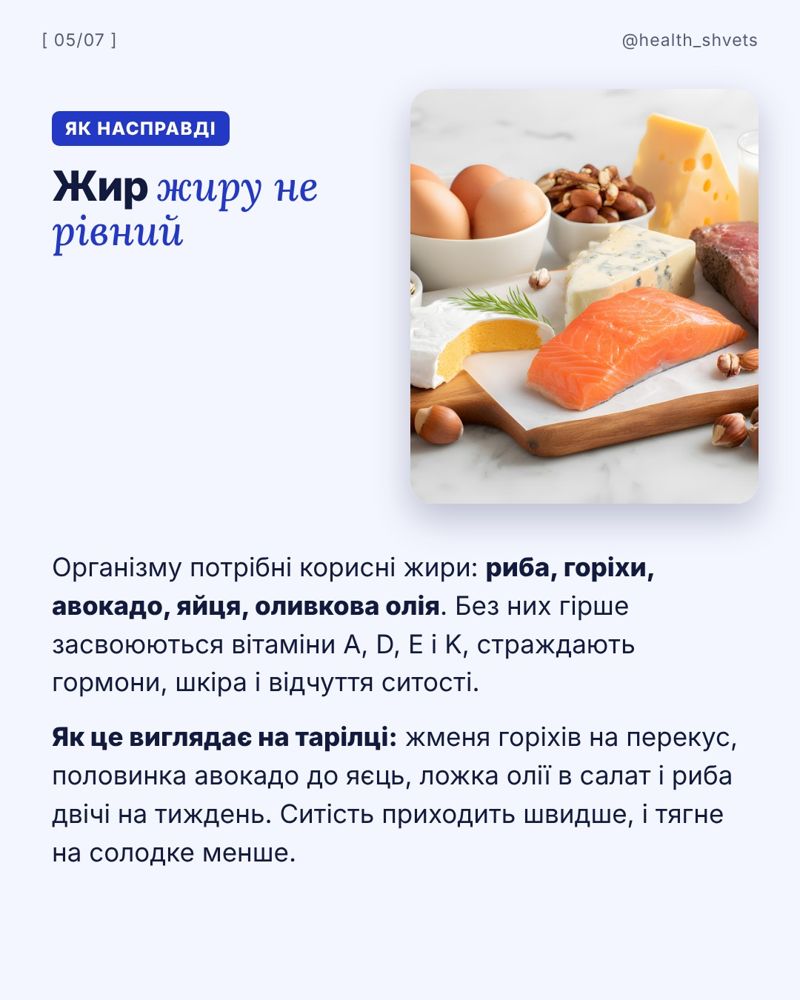 [ 05/07 ]
@health_shvets
ЯК НАСПРАВДІ
Жир жиру не
рівний
Організму потрібні корисні жири: риба, горіхи,
авокадо, яйця, оливкова олія. Без них гірше
засвоюються вітаміни A, D, E і K, страждають
гормони, шкіра і відчуття ситості.
Як це виглядає на тарілці: жменя горіхів на перекус,
половинка авокадо до яєць, ложка олії в салат і риба
двічі на тиждень. Ситість приходить швидше, і тягне
на солодке менше.